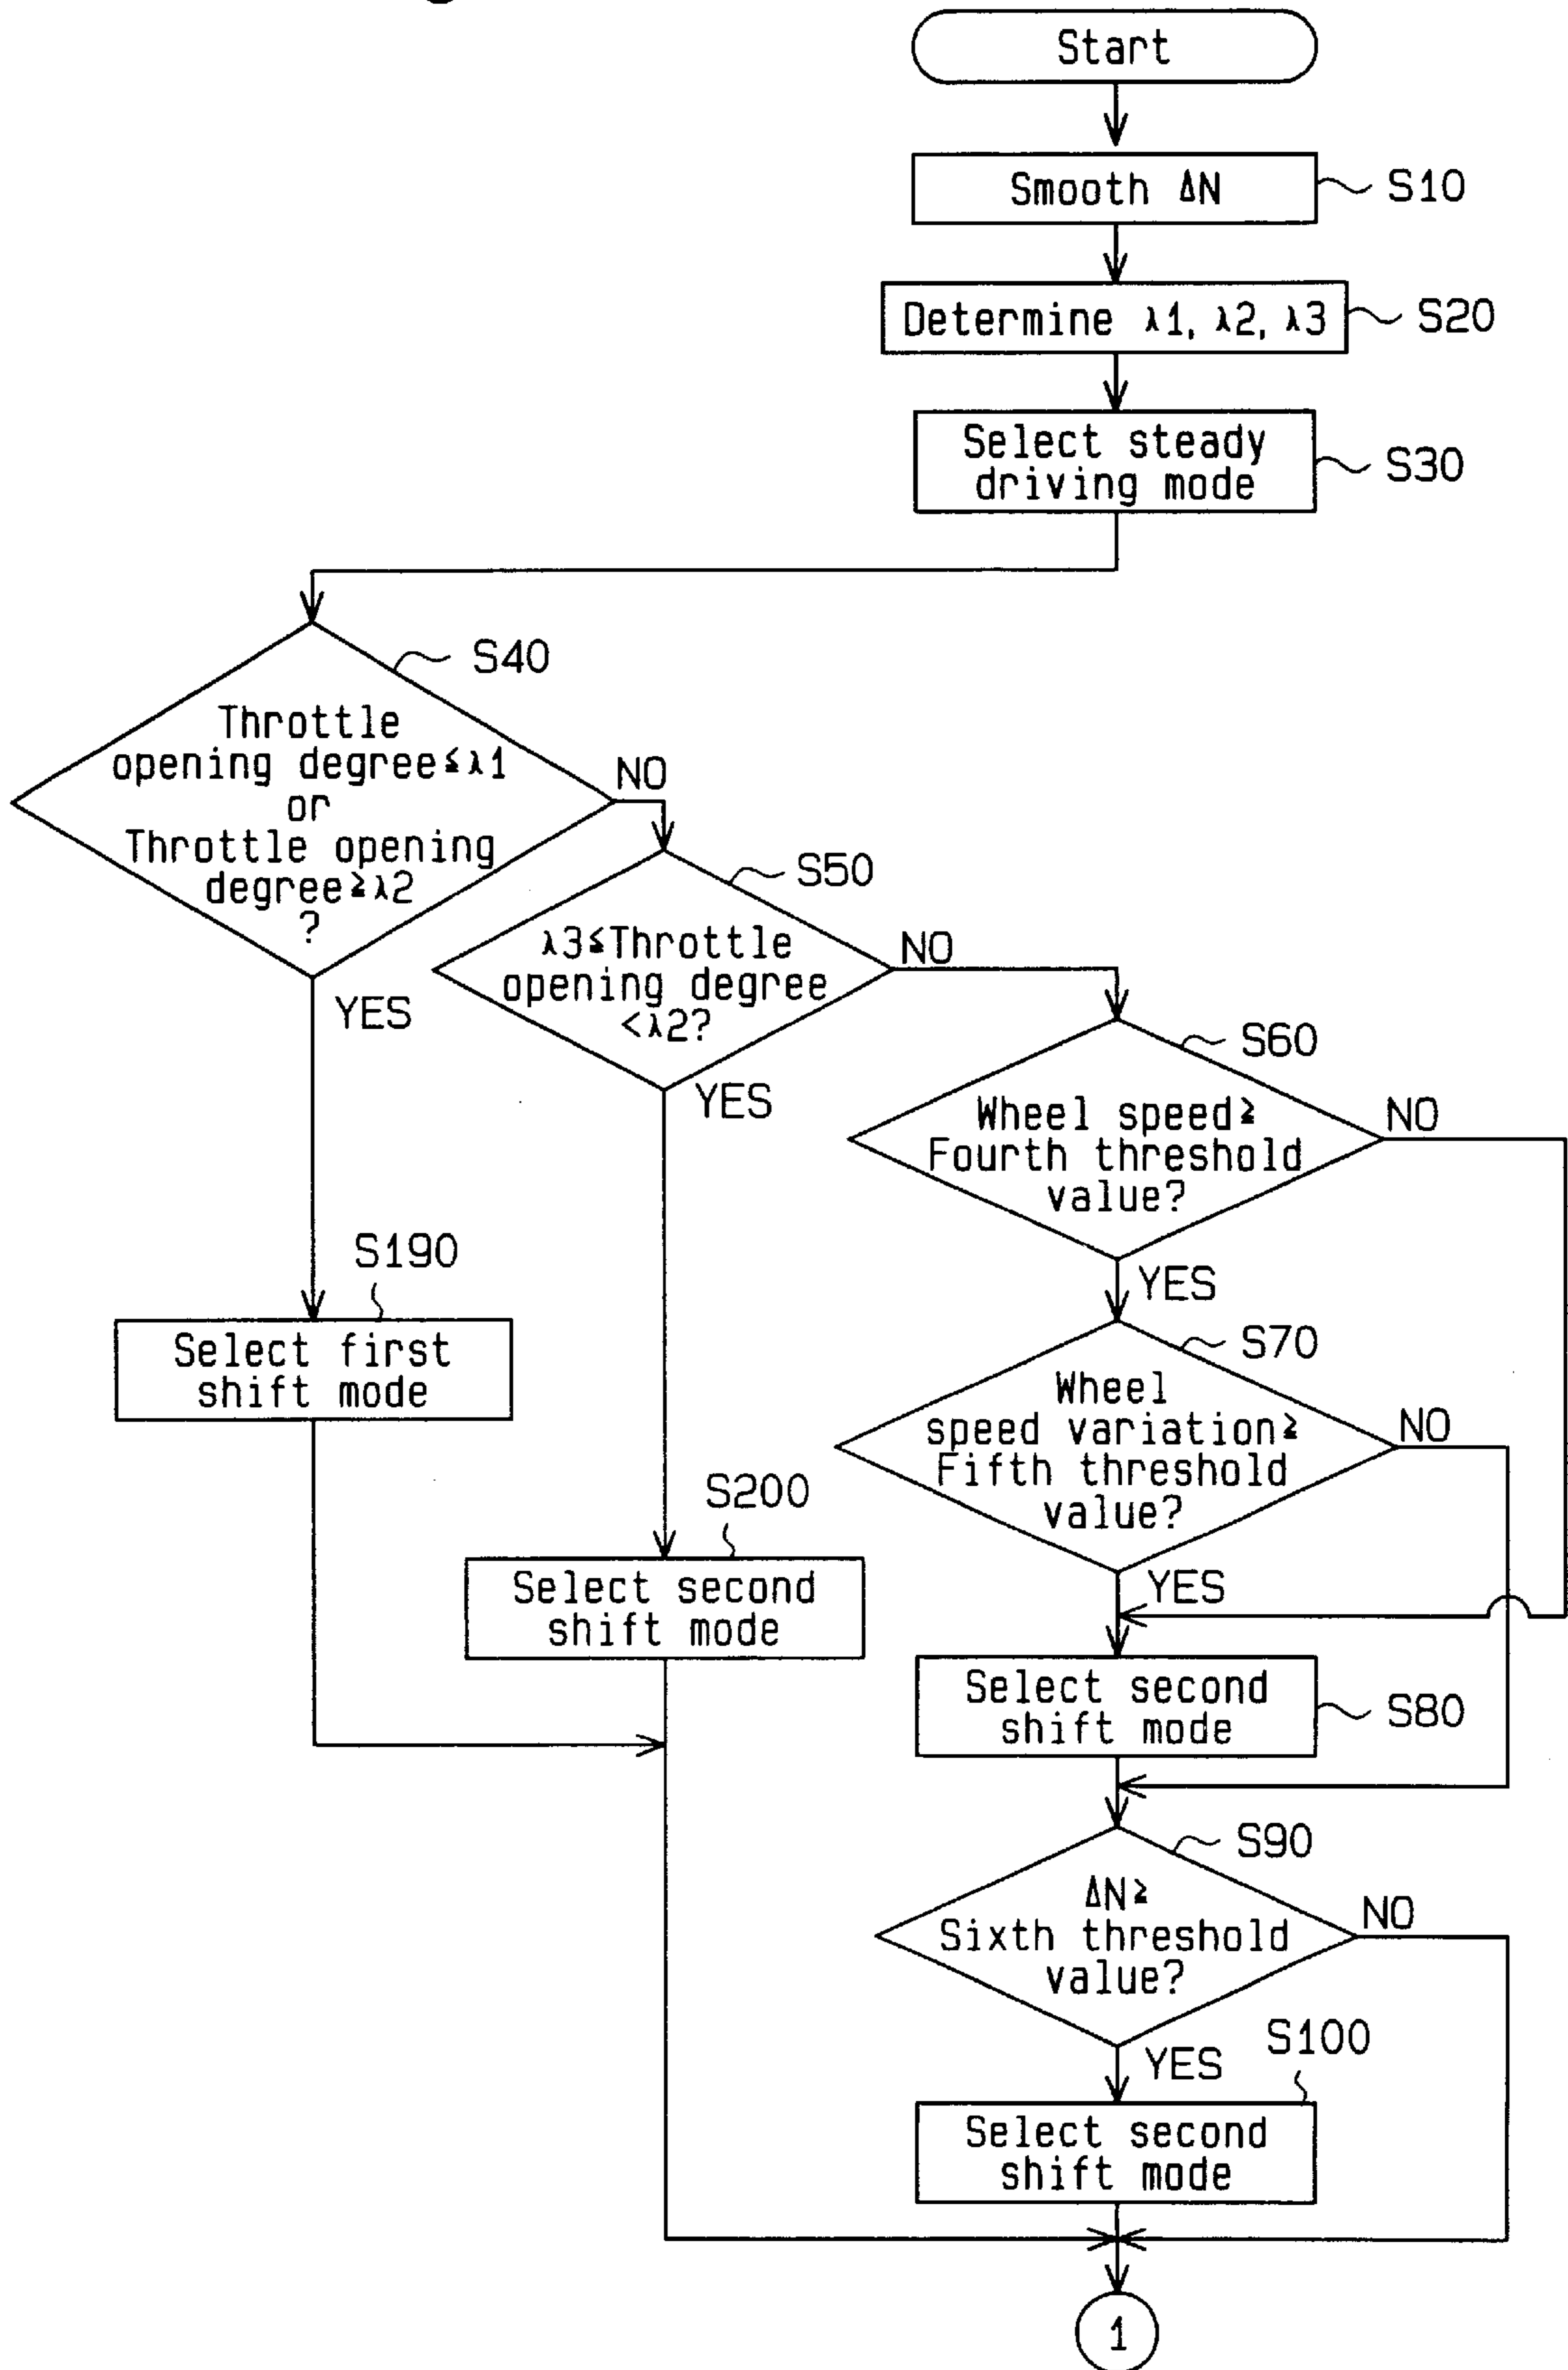 Start
Smooth ΔN
S10
Determine λ1, λ2, λ3
S20
Select steady
driving mode
S30
S40
Throttle
opening degree≦λ1
or
Throttle opening
degree≧λ2
?
NO
YES
S50
λ3≦Throttle
opening degree
<λ2?
NO
YES
S60
Wheel speed≧
Fourth threshold
value?
NO
YES
S190
Select first
shift mode
S70
Wheel
speed variation≧
Fifth threshold
value?
NO
YES
S200
Select second
shift mode
Select second
shift mode
S80
S90
ΔN≧
Sixth threshold
value?
NO
YES
S100
Select second
shift mode
1